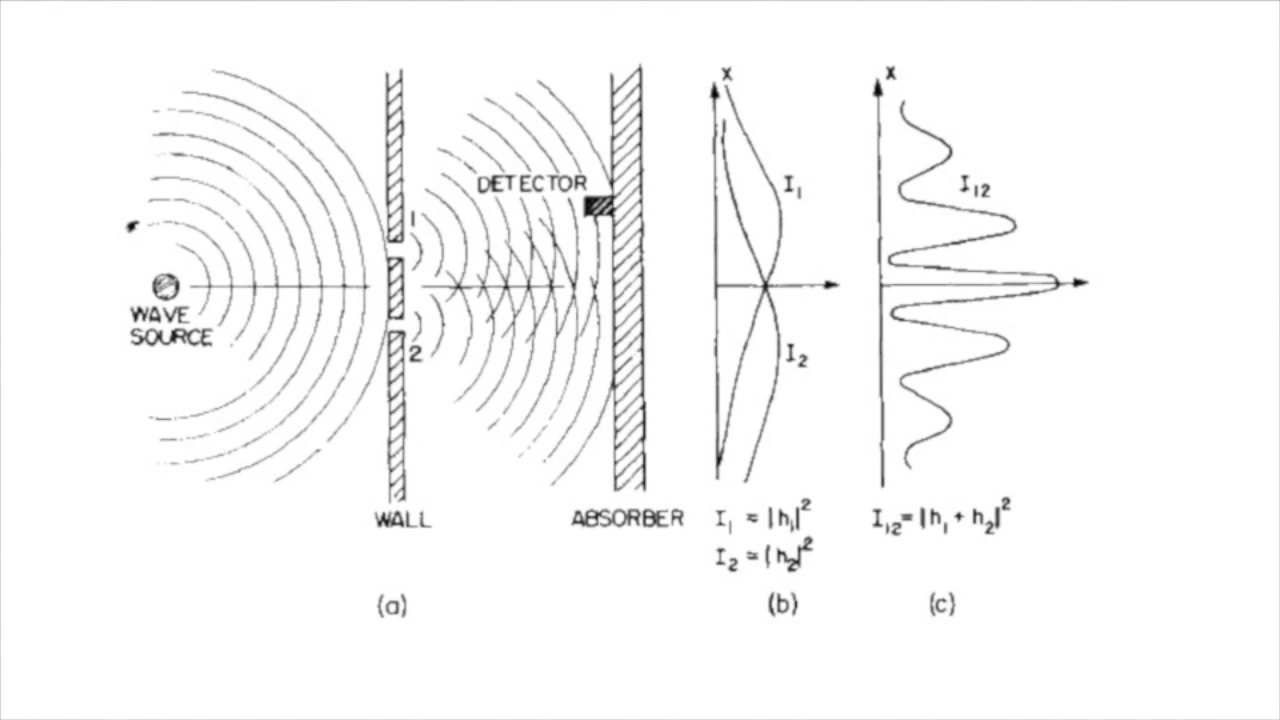 DETECTOR
1
WAVE
SOURCE
2
WALL
ABSORBER
(a)
X
I₁
I₂
I₁ ≈ |h₁|²
I₂ ≃ |h₂|²
(b)
X
I₁₂
I₁₂= |h₁ + h₂|²
(c)